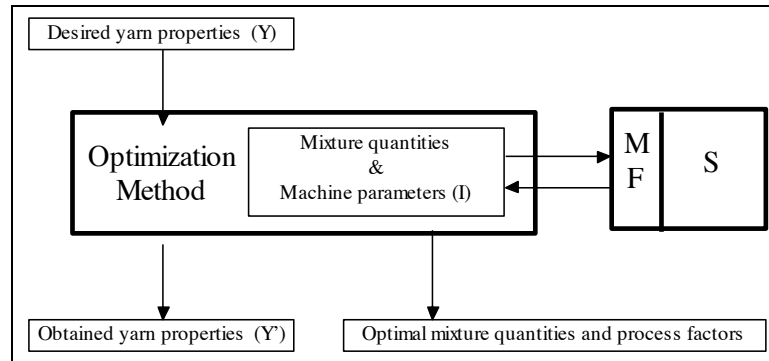 Desired yarn properties (Y)
Optimization
Method
Mixture quantities
&
Machine parameters (I)
M
F
S
Obtained yarn properties (Y')
Optimal mixture quantities and process factors